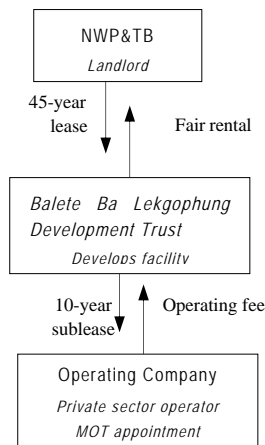 NWP&TB
Landlord
45-year
lease
Fair rental
Balete Ba Lekgophung
Development Trust
Develops facility
10-year
sublease
Operating fee
Operating Company
Private sector operator
MOT appointment